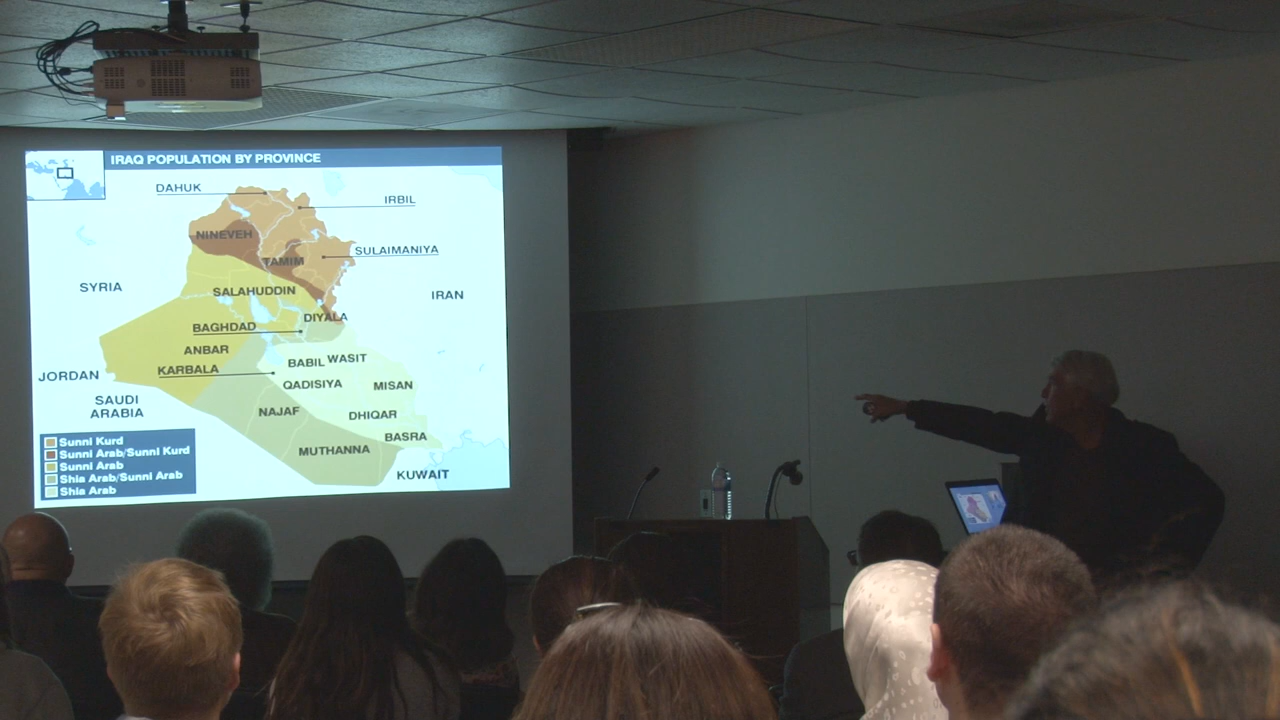 IRAQ POPULATION BY PROVINCE
DAHUK
IRBIL
NINEVEH
SULAIMANIYA
TAMIM
SYRIA
SALAHUDDIN
IRAN
DIYALA
BAGHDAD
ANBAR
BABIL WASIT
KARBALA
JORDAN
QADISIYA
MISAN
SAUDI
ARABIA
NAJAF
DHIQAR
BASRA
MUTHANNA
KUWAIT
Sunni Kurd
Sunni Arab/Sunni Kurd
Sunni Arab
Shia Arab/Sunni Arab
Shia Arab